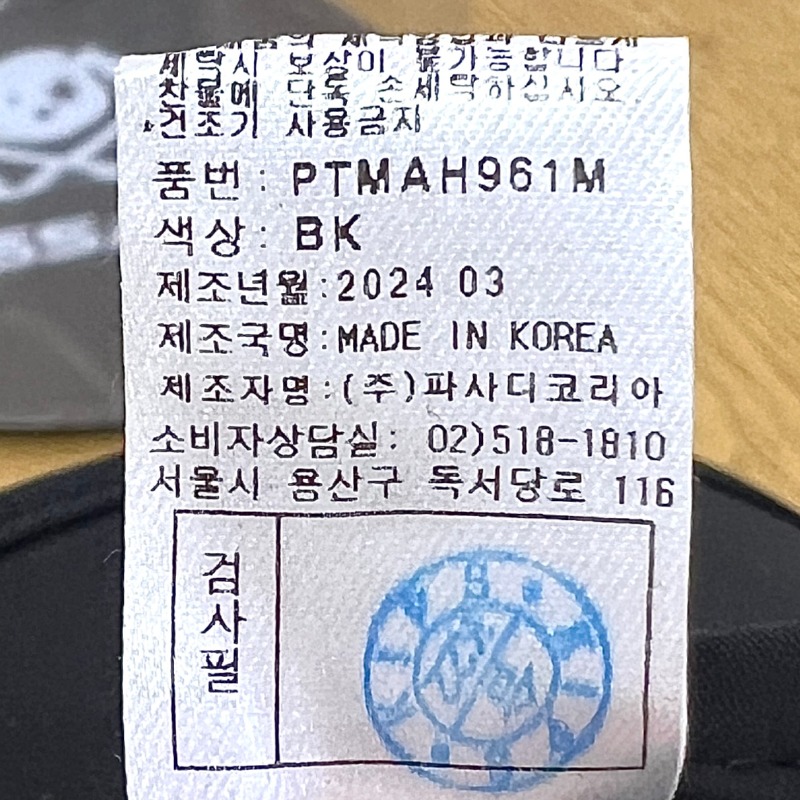 세탁시 보상이 불가능합니다
찬물에 단독 손세탁하십시오.
건조기 사용금지
품번: PTMAH961M
색상: BK
제조년월:2024 03
제조국명:MADE IN KOREA
제조자명:(주)파사디코리아
소비자상담실: 02)518-1810
서울시 용산구 독서당로 116
검사필